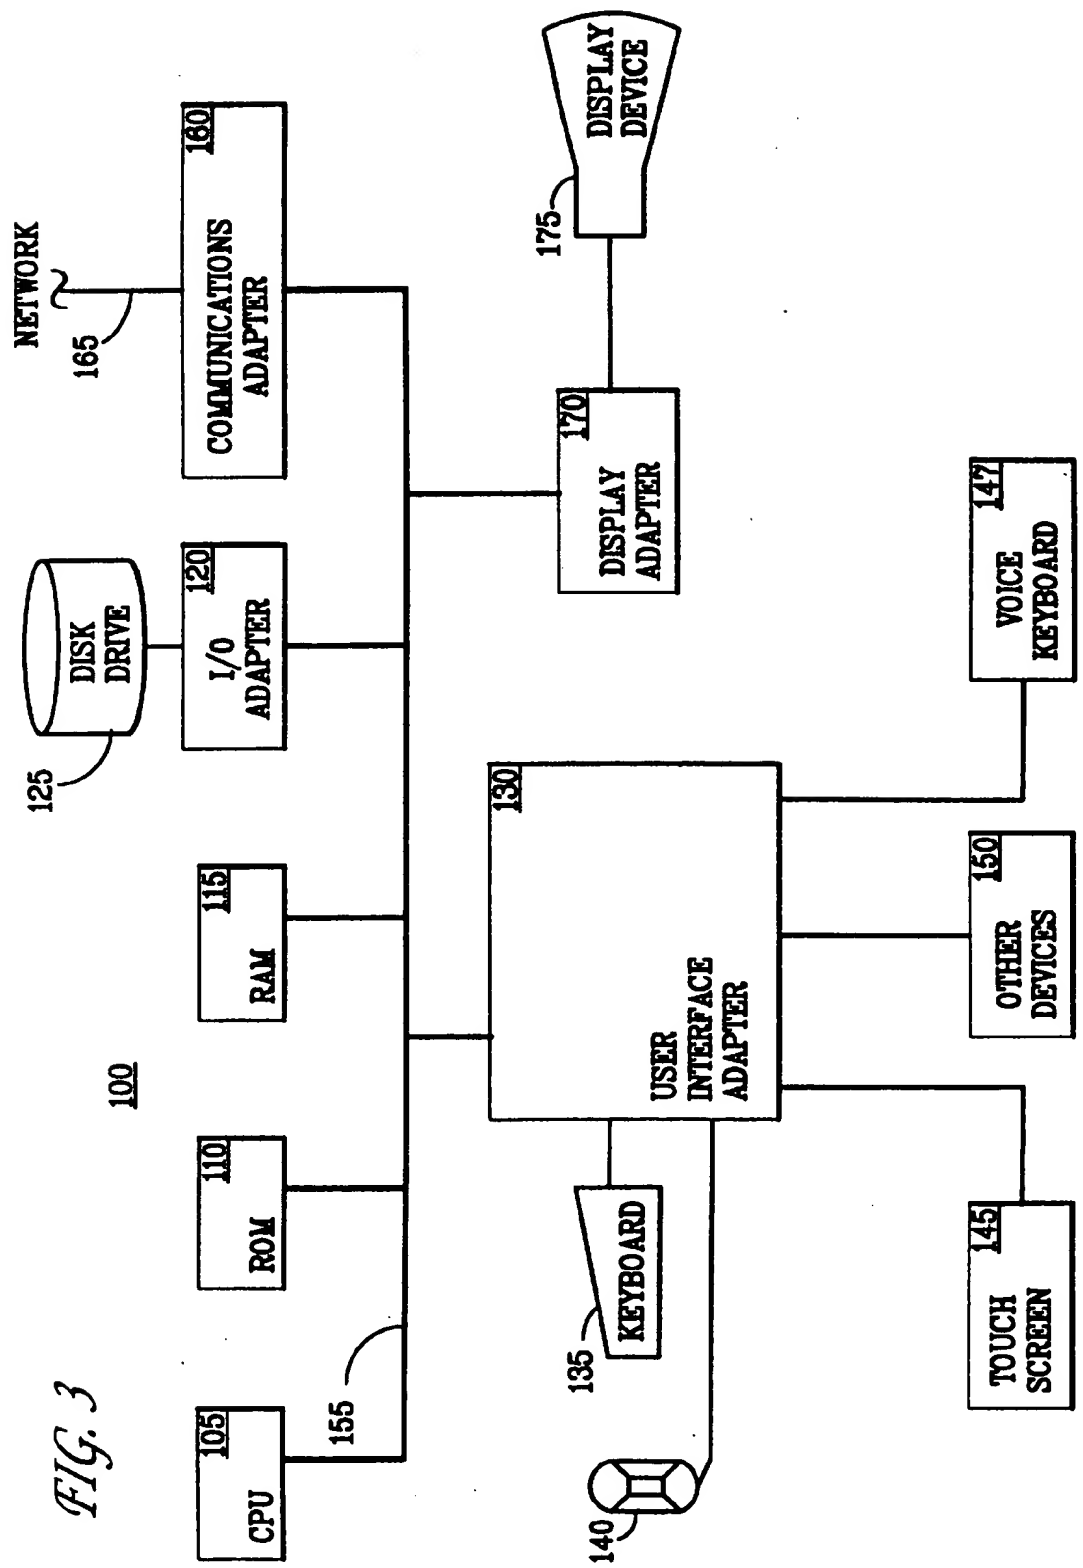 FIG. 3
100
NETWORK
165
125
DISK
DRIVE
105
CPU
110
ROM
115
RAM
120
I/O
ADAPTER
160
COMMUNICATIONS
ADAPTER
155
130
USER
INTERFACE
ADAPTER
170
DISPLAY
ADAPTER
175
DISPLAY
DEVICE
135
KEYBOARD
140
145
TOUCH
SCREEN
150
OTHER
DEVICES
147
VOICE
KEYBOARD